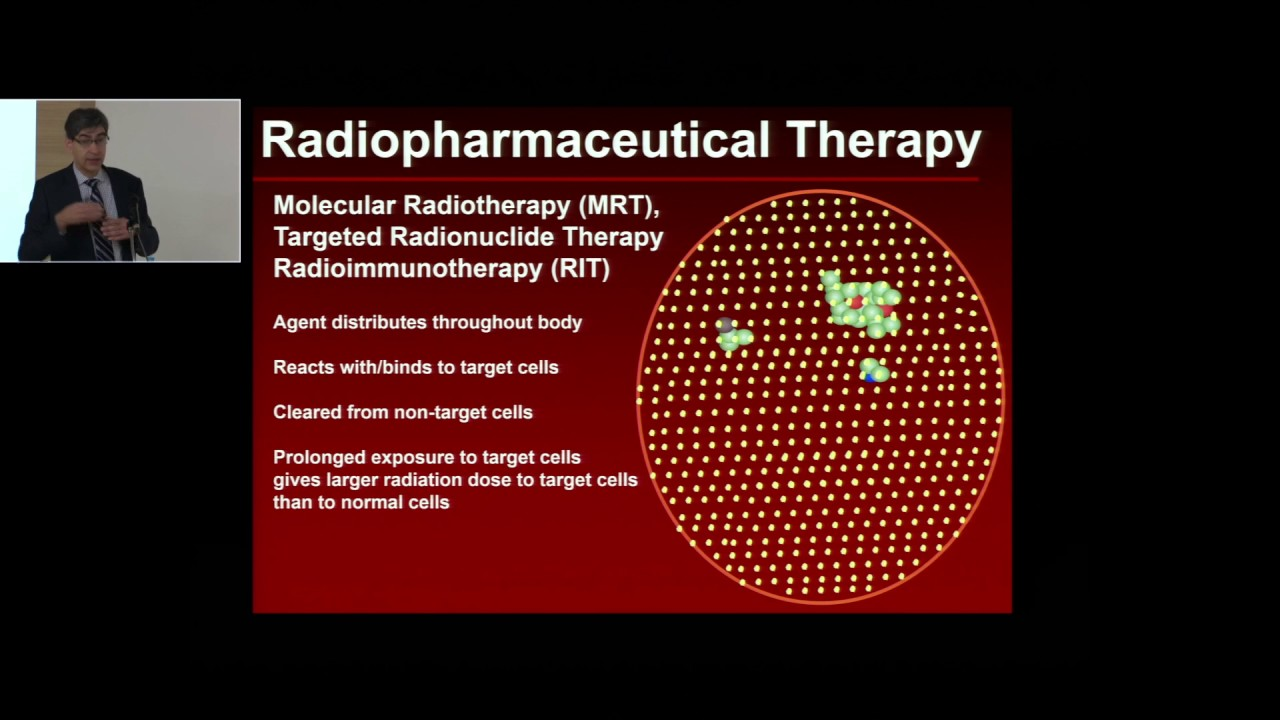 Radiopharmaceutical Therapy
Molecular Radiotherapy (MRT),
Targeted Radionuclide Therapy
Radioimmunotherapy (RIT)
Agent distributes throughout body
Reacts with/binds to target cells
Cleared from non-target cells
Prolonged exposure to target cells
gives larger radiation dose to target cells
than to normal cells